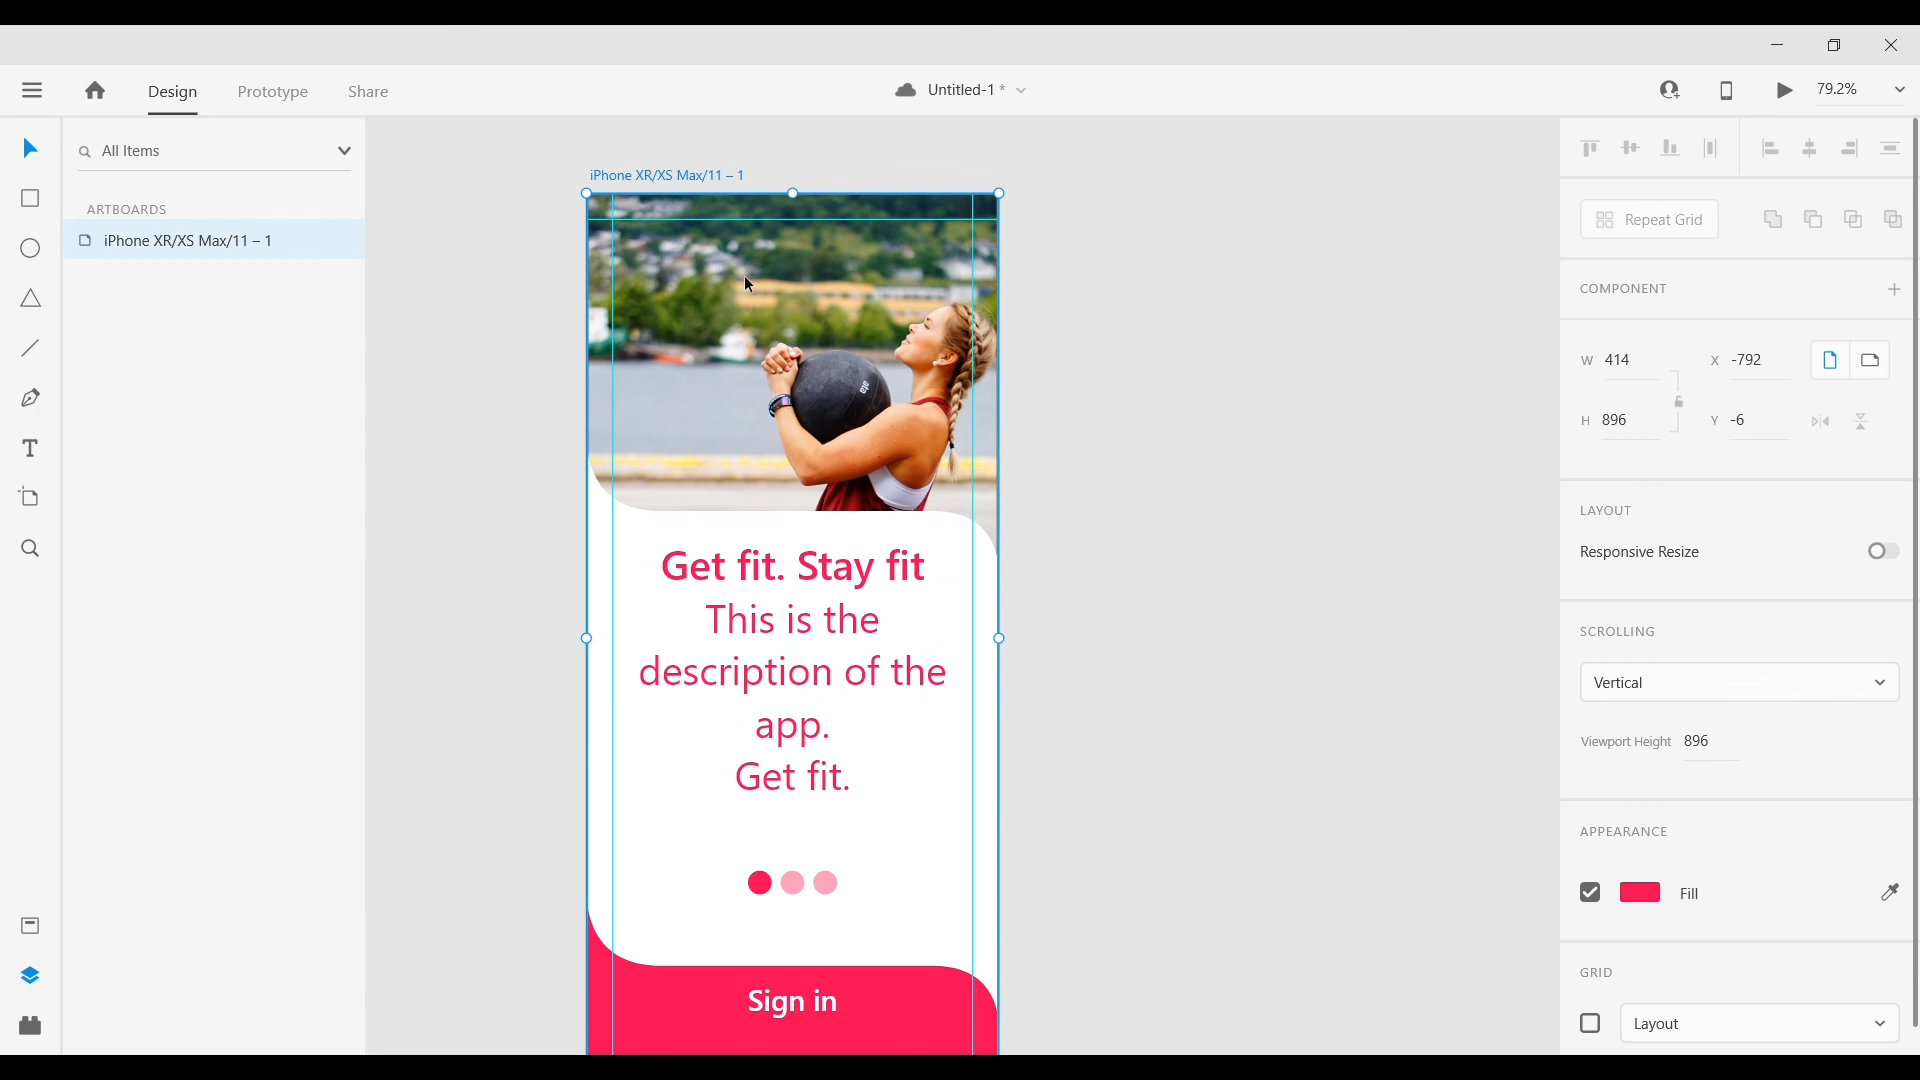 Design
Prototype
Share
Untitled-1 *
79.2%
All Items
ARTBOARDS
iPhone XR/XS Max/11 – 1
iPhone XR/XS Max/11 – 1
Get fit. Stay fit
This is the
description of the
app.
Get fit.
Sign in
Repeat Grid
COMPONENT
W 414
X -792
H 896
Y -6
LAYOUT
Responsive Resize
SCROLLING
Vertical
Viewport Height 896
APPEARANCE
Fill
GRID
Layout